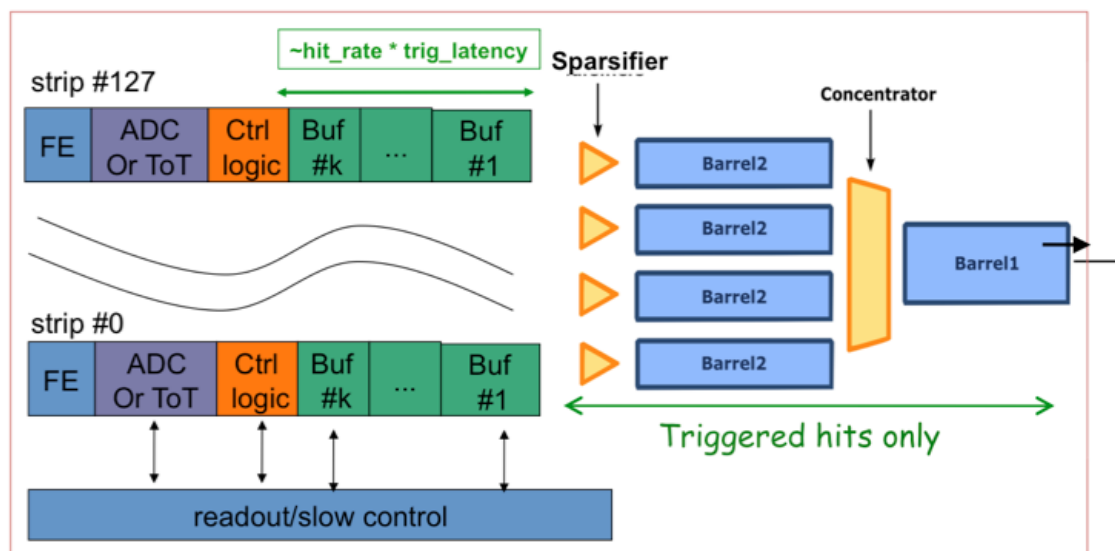 ~hit_rate * trig_latency
Sparsifier
strip #127
Concentrator
FE
ADC
Or ToT
Ctrl
logic
Buf
#k
...
Buf
#1
Barrel2
Barrel2
Barrel2
Barrel2
Barrel1
strip #0
FE
ADC
Or ToT
Ctrl
logic
Buf
#k
...
Buf
#1
Triggered hits only
readout/slow control